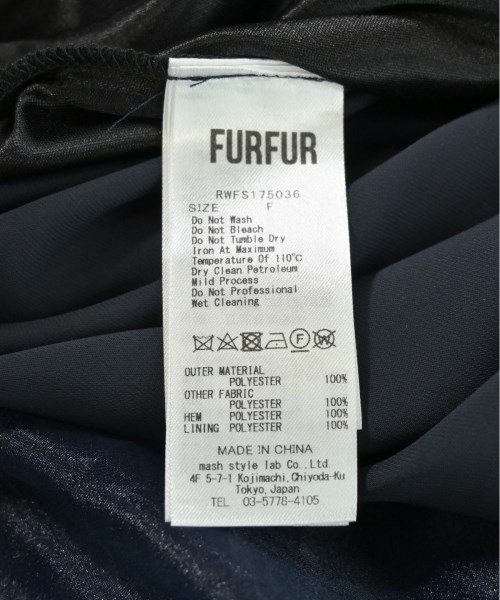 FURFUR
RWFS175036
SIZE F
Do Not Wash
Do Not Bleach
Do Not Tumble Dry
Iron At Maximum
Temperature Of 110℃
Dry Clean Petroleum
Mild Process
Do Not Professional
Wet Cleaning
F W
OUTER MATERIAL
POLYESTER 100%
OTHER FABRIC
POLYESTER 100%
HEM POLYESTER 100%
LINING POLYESTER 100%
MADE IN CHINA
mash style lab Co., Ltd.
4F 5-7-1 Kojimachi, Chiyoda-Ku
Tokyo, Japan
TEL 03-5778-4105